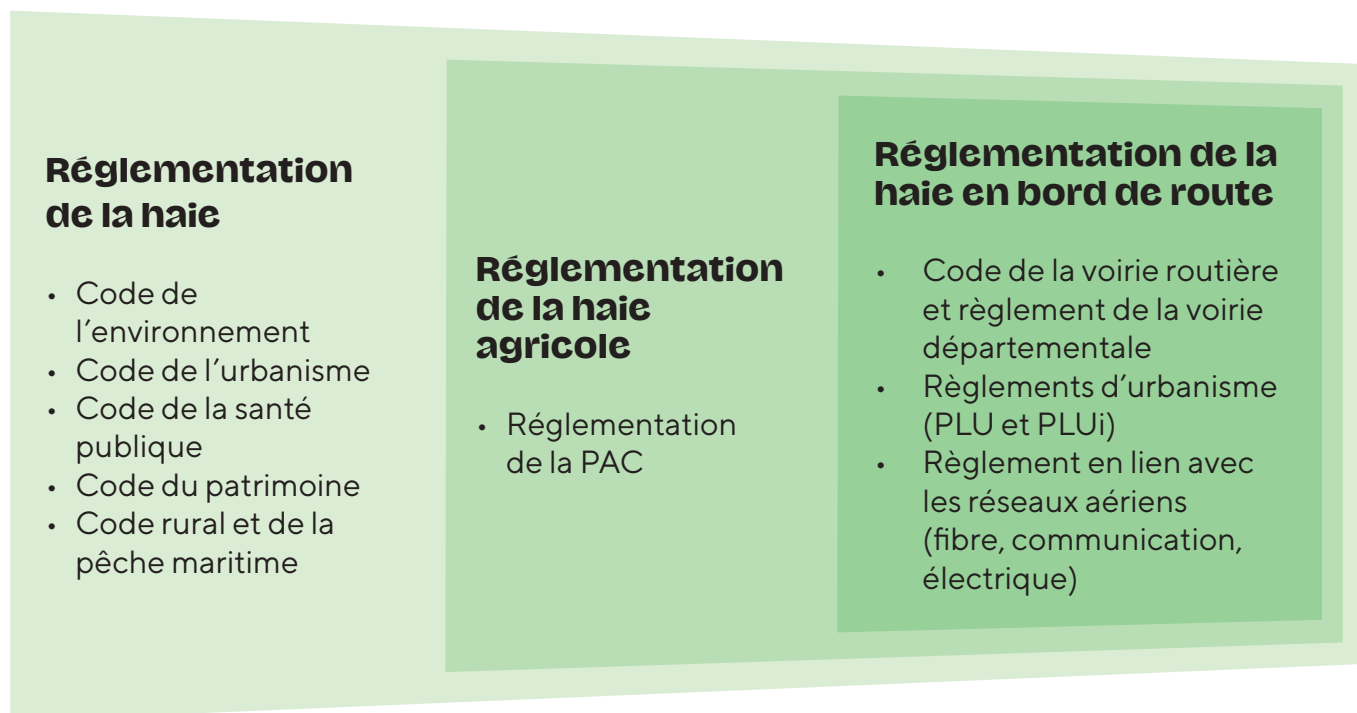 Réglementation
de la haie
• Code de
l’environnement
• Code de l’urbanisme
• Code de la santé
publique
• Code du patrimoine
• Code rural et de la
pêche maritime
Réglementation
de la haie
agricole
• Réglementation
de la PAC
Réglementation de la
haie en bord de route
• Code de la voirie routière
et règlement de la voirie
départementale
• Règlements d’urbanisme
(PLU et PLUi)
• Règlement en lien avec
les réseaux aériens
(fibre, communication,
électrique)